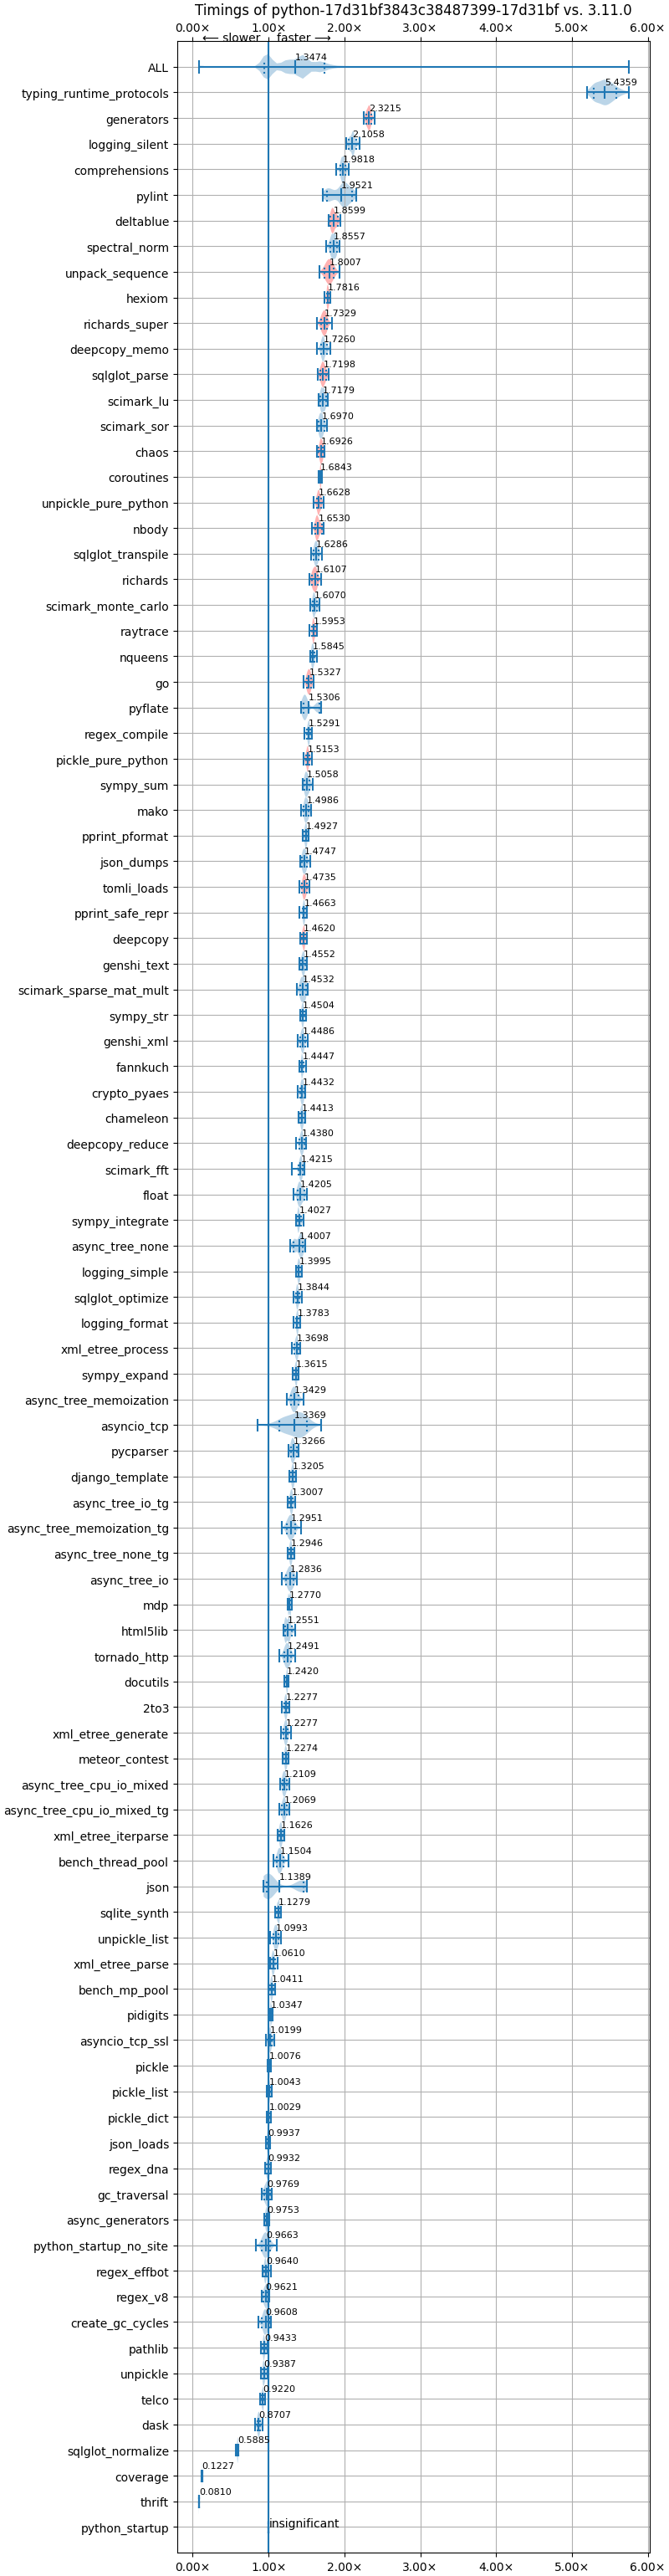 Timings of python-17d31bf3843c38487399-17d31bf vs. 3.11.0
0.00× 1.00× 2.00× 3.00× 4.00× 5.00× 6.00×
⟵ slower faster ⟶
ALL 1.3474
typing_runtime_protocols 5.4359
generators 2.3215
logging_silent 2.1058
comprehensions 1.9818
pylint 1.9521
deltablue 1.8599
spectral_norm 1.8557
unpack_sequence 1.8007
hexiom 1.7816
richards_super 1.7329
deepcopy_memo 1.7260
sqlglot_parse 1.7198
scimark_lu 1.7179
scimark_sor 1.6970
chaos 1.6926
coroutines 1.6843
unpickle_pure_python 1.6628
nbody 1.6530
sqlglot_transpile 1.6286
richards 1.6107
scimark_monte_carlo 1.6070
raytrace 1.5953
nqueens 1.5845
go 1.5327
pyflate 1.5306
regex_compile 1.5291
pickle_pure_python 1.5153
sympy_sum 1.5058
mako 1.4986
pprint_pformat 1.4927
json_dumps 1.4747
tomli_loads 1.4735
pprint_safe_repr 1.4663
deepcopy 1.4620
genshi_text 1.4552
scimark_sparse_mat_mult 1.4532
sympy_str 1.4504
genshi_xml 1.4486
fannkuch 1.4447
crypto_pyaes 1.4432
chameleon 1.4413
deepcopy_reduce 1.4380
scimark_fft 1.4215
float 1.4205
sympy_integrate 1.4027
async_tree_none 1.4007
logging_simple 1.3995
sqlglot_optimize 1.3844
logging_format 1.3783
xml_etree_process 1.3698
sympy_expand 1.3615
async_tree_memoization 1.3429
asyncio_tcp 1.3369
pycparser 1.3266
django_template 1.3205
async_tree_io_tg 1.3007
async_tree_memoization_tg 1.2951
async_tree_none_tg 1.2946
async_tree_io 1.2836
mdp 1.2770
html5lib 1.2551
tornado_http 1.2491
docutils 1.2420
2to3 1.2277
xml_etree_generate 1.2277
meteor_contest 1.2274
async_tree_cpu_io_mixed 1.2109
async_tree_cpu_io_mixed_tg 1.2069
xml_etree_iterparse 1.1626
bench_thread_pool 1.1504
json 1.1389
sqlite_synth 1.1279
unpickle_list 1.0993
xml_etree_parse 1.0610
bench_mp_pool 1.0411
pidigits 1.0347
asyncio_tcp_ssl 1.0199
pickle 1.0076
pickle_list 1.0043
pickle_dict 1.0029
json_loads 0.9937
regex_dna 0.9932
gc_traversal 0.9769
async_generators 0.9753
python_startup_no_site 0.9663
regex_effbot 0.9640
regex_v8 0.9621
create_gc_cycles 0.9608
pathlib 0.9433
unpickle 0.9387
telco 0.9220
dask 0.8707
sqlglot_normalize 0.5885
coverage 0.1227
thrift 0.0810
python_startup insignificant
0.00× 1.00× 2.00× 3.00× 4.00× 5.00× 6.00×